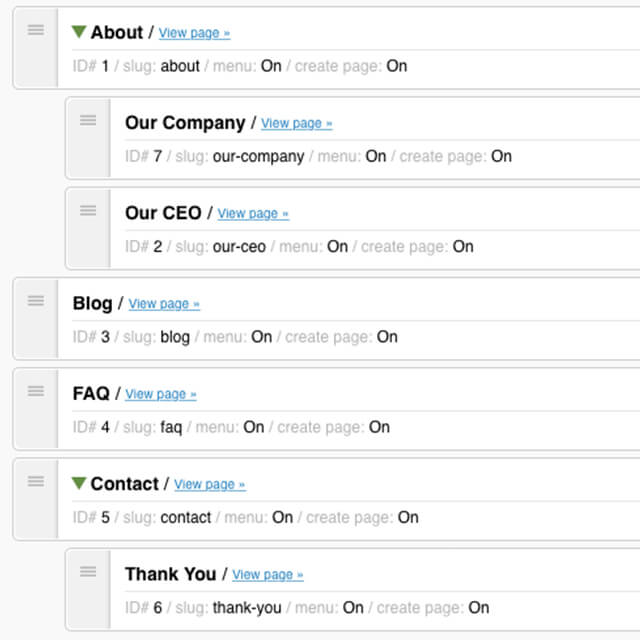 About / View page »
ID# 1 / slug: about / menu: On / create page: On
Our Company / View page »
ID# 7 / slug: our-company / menu: On / create page: On
Our CEO / View page »
ID# 2 / slug: our-ceo / menu: On / create page: On
Blog / View page »
ID# 3 / slug: blog / menu: On / create page: On
FAQ / View page »
ID# 4 / slug: faq / menu: On / create page: On
Contact / View page »
ID# 5 / slug: contact / menu: On / create page: On
Thank You / View page »
ID# 6 / slug: thank-you / menu: On / create page: On